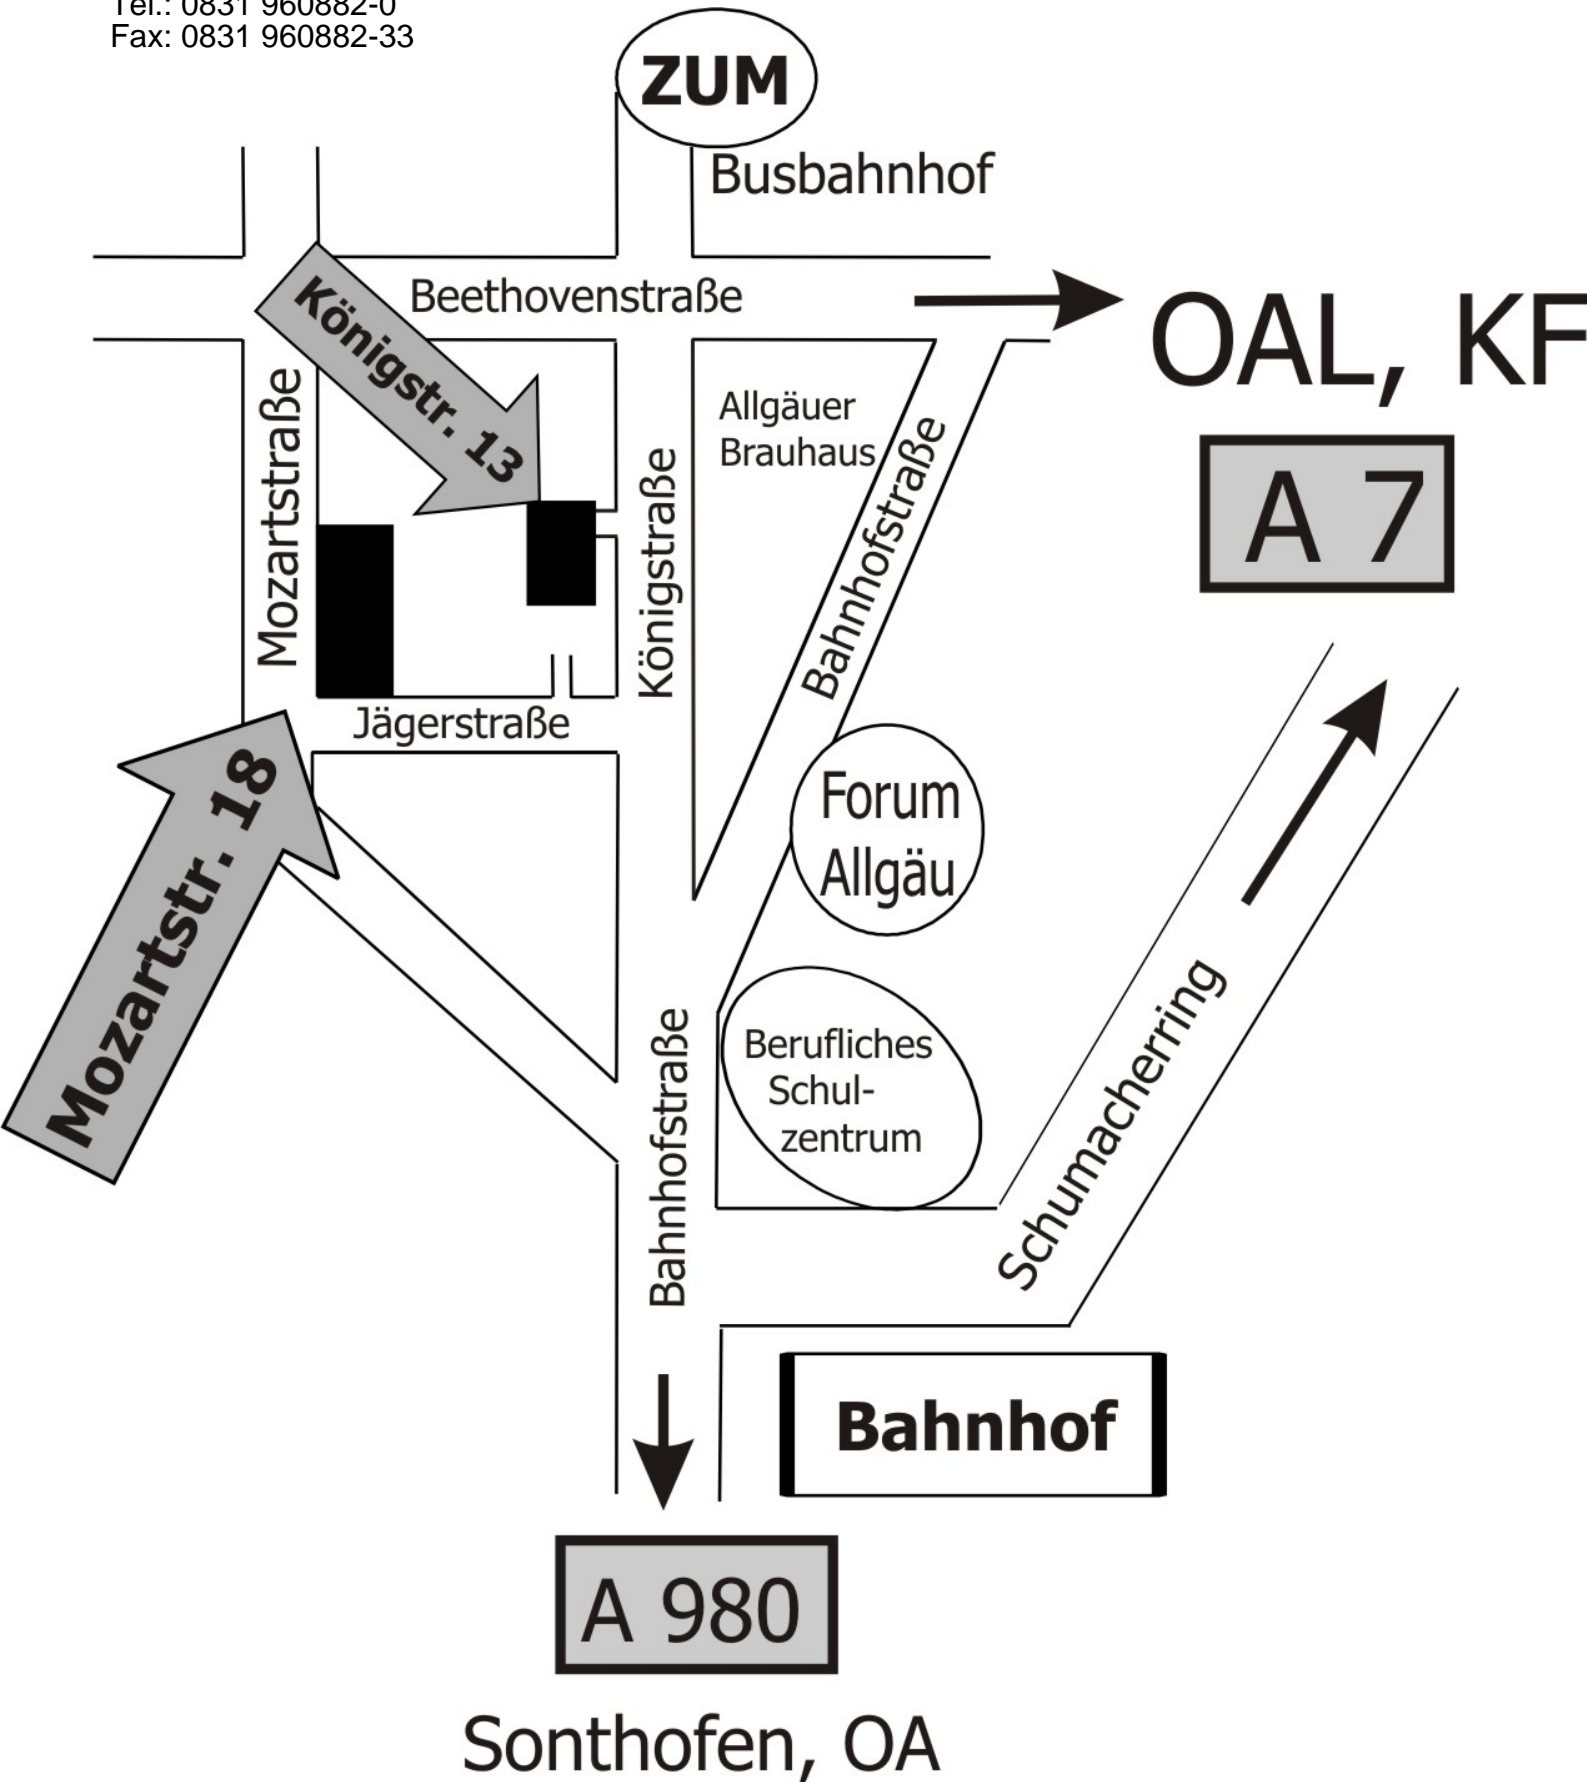 Tel.: 0831 960882-0
Fax: 0831 960882-33
ZUM
Busbahnhof
Beethovenstraße
OAL, KF
Königstr. 13
Mozartstraße
Allgäuer
Brauhaus
Königstraße
Bahnhofstraße
A 7
Jägerstraße
Mozartstr. 18
Forum
Allgäu
Berufliches
Schul-
zentrum
Bahnhofstraße
Schumacherring
Bahnhof
A 980
Sonthofen, OA